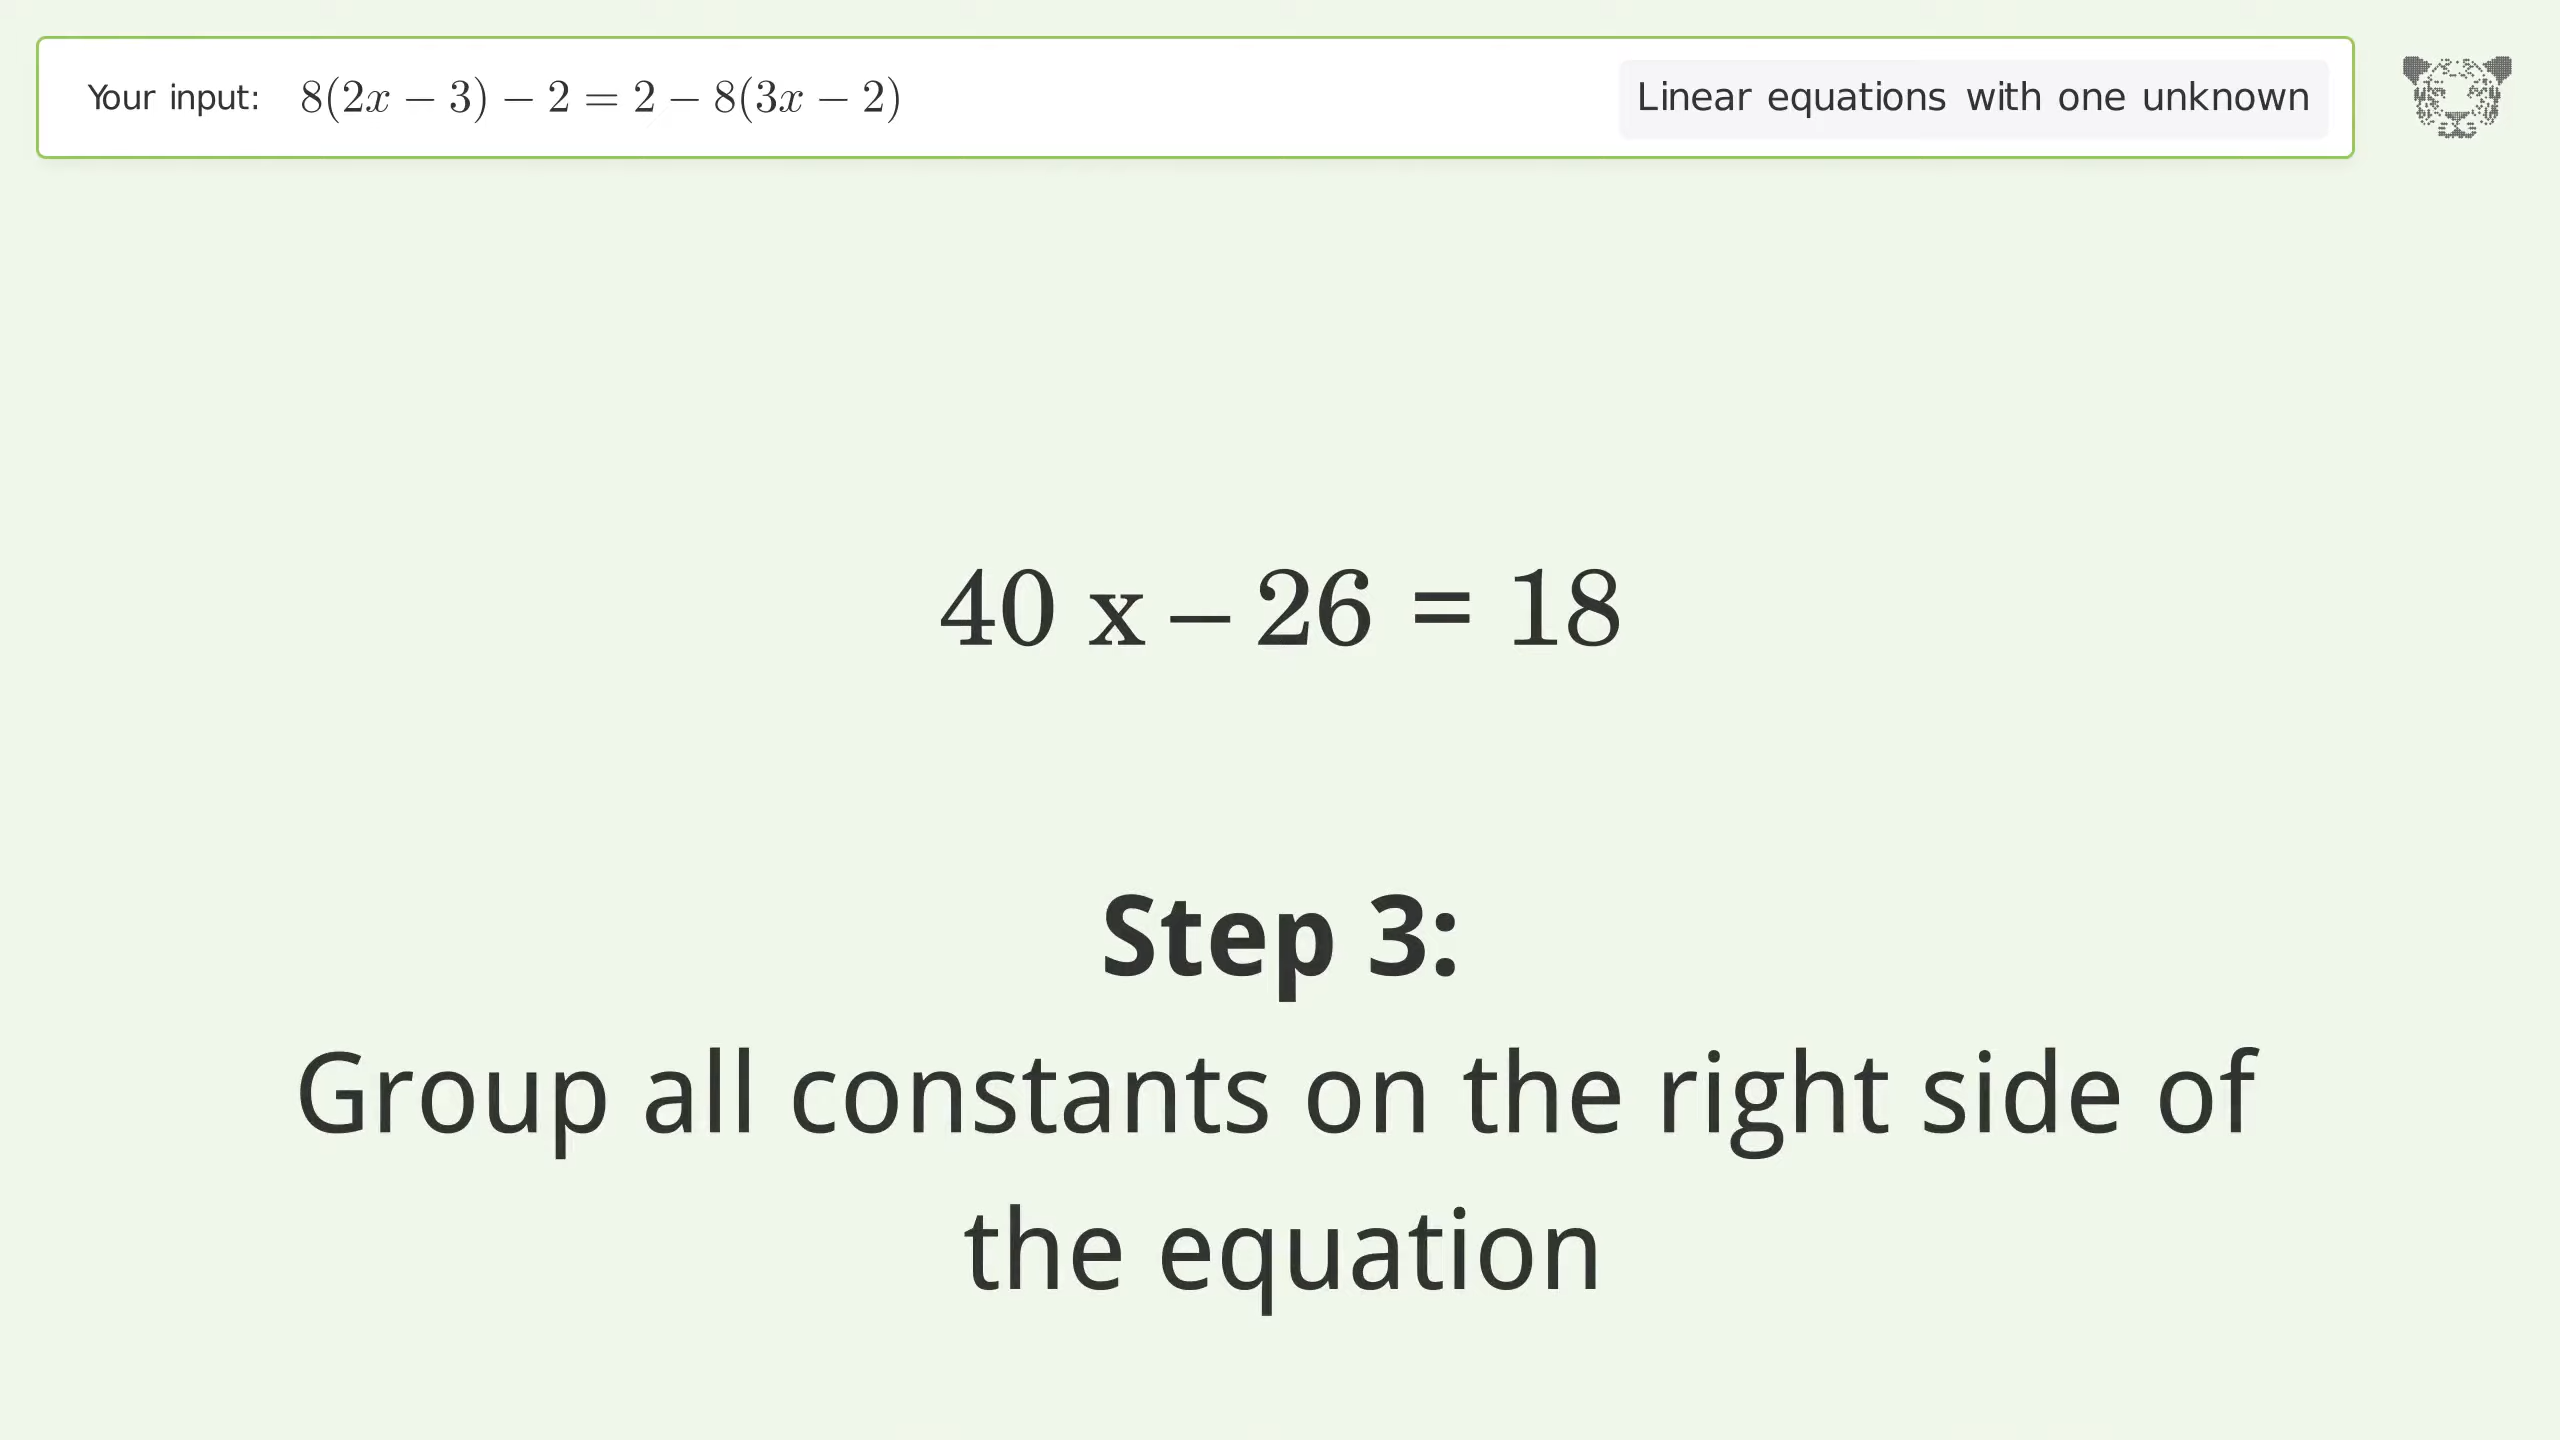 Your input: 8(2x − 3) − 2 = 2 − 8(3x − 2)
Linear equations with one unknown
40 x – 26 = 18
Step 3:
Group all constants on the right side of
the equation